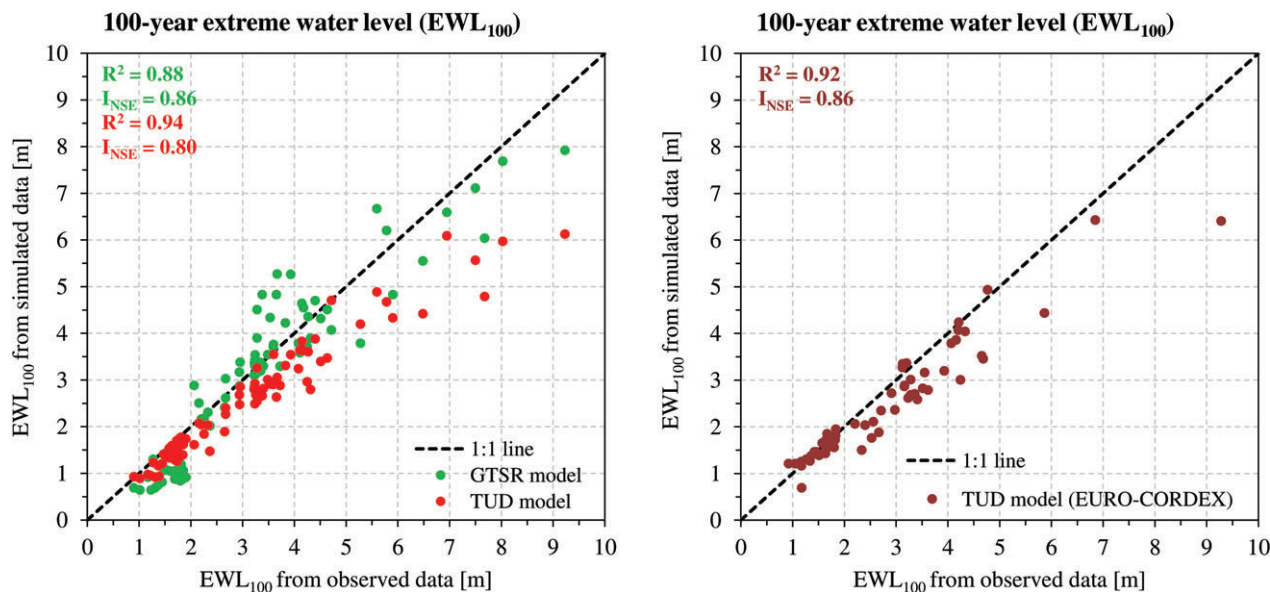 100-year extreme water level (EWL100)
R2 = 0.88
INSE = 0.86
R2 = 0.94
INSE = 0.80
10
9
8
7
6
5
4
3
2
1
0
EWL100 from simulated data [m]
1:1 line
GTSR model
TUD model
0 1 2 3 4 5 6 7 8 9 10
EWL100 from observed data [m]
100-year extreme water level (EWL100)
R2 = 0.92
INSE = 0.86
10
9
8
7
6
5
4
3
2
1
0
EWL100 from simulated data [m]
1:1 line
TUD model (EURO-CORDEX)
0 1 2 3 4 5 6 7 8 9 10
EWL100 from observed data [m]